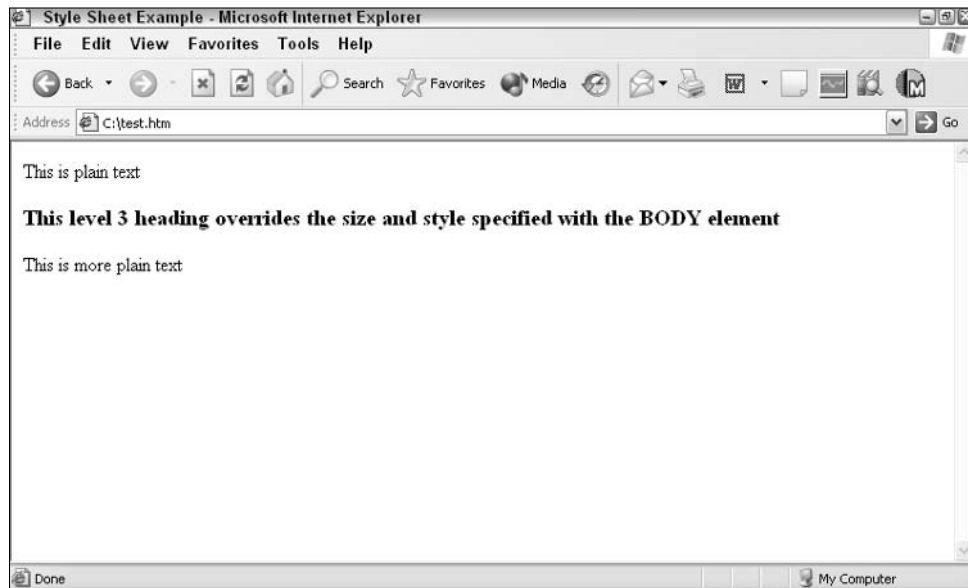 Style Sheet Example - Microsoft Internet Explorer
File Edit View Favorites Tools Help
Back Search Favorites Media
Address C:\test.htm Go
This is plain text
This level 3 heading overrides the size and style specified with the BODY element
This is more plain text
Done My Computer